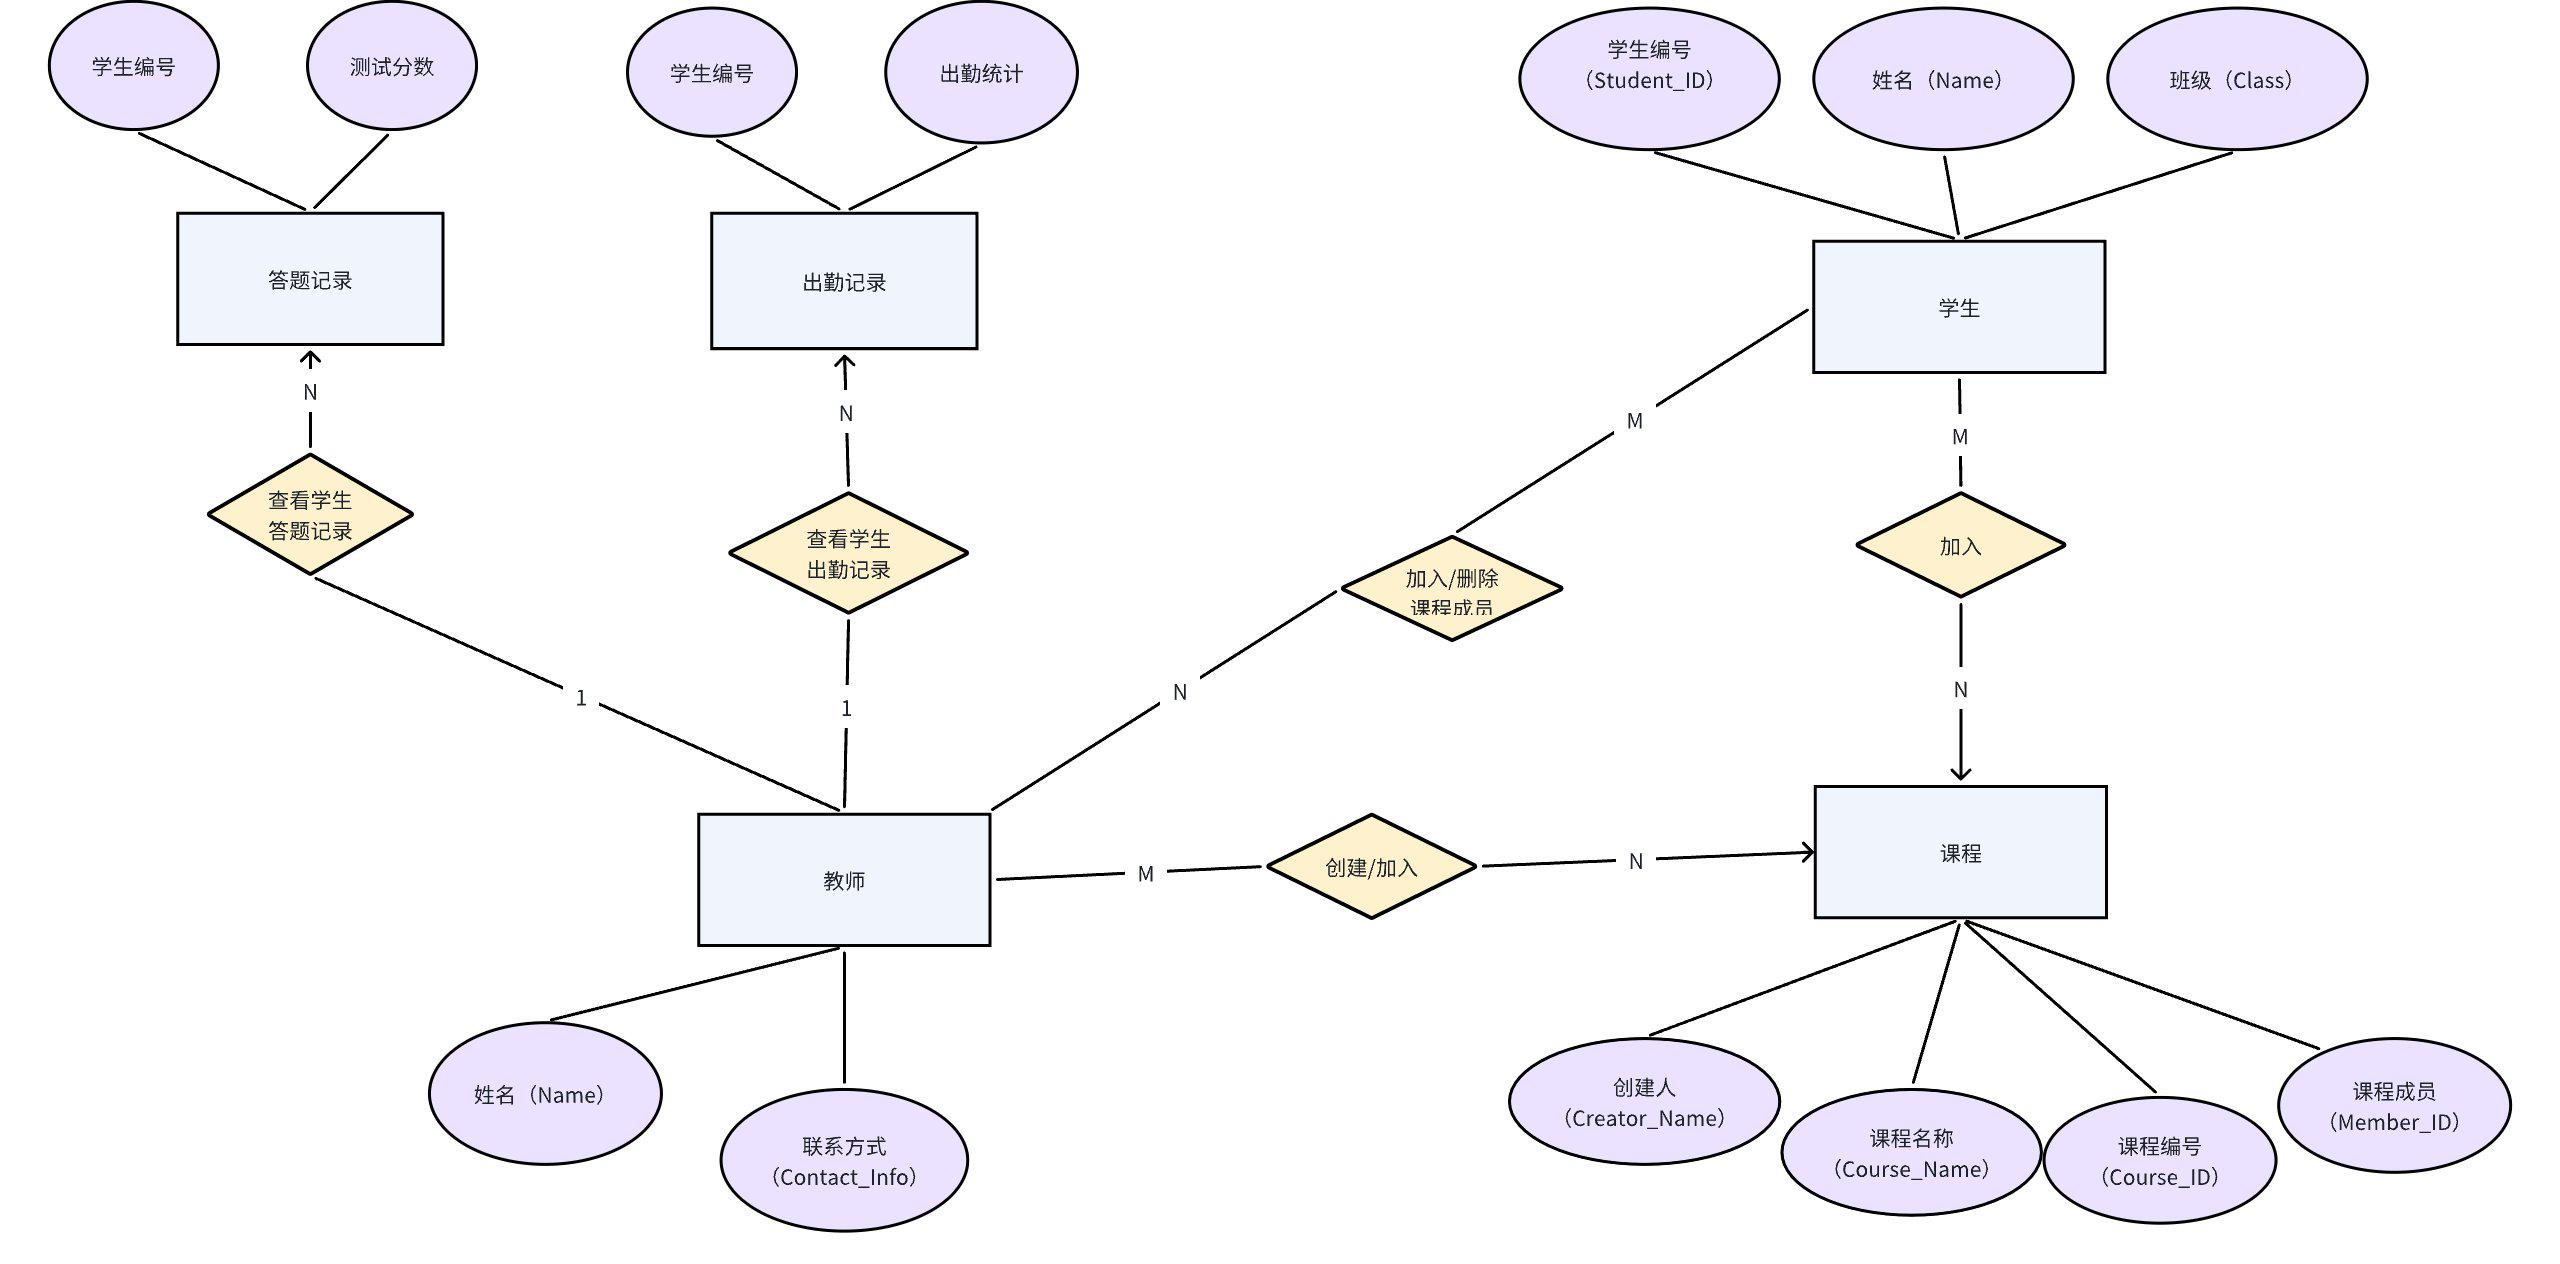 学生编号
测试分数
学生编号
出勤统计
学生编号
（Student_ID）
姓名（Name）
班级（Class）
答题记录
出勤记录
学生
N
N
M
M
查看学生
答题记录
查看学生
出勤记录
加入/删除
课程成员
加入
1
1
N
N
教师
M
创建/加入
N
课程
姓名（Name）
联系方式
（Contact_Info）
创建人
（Creator_Name）
课程名称
（Course_Name）
课程编号
（Course_ID）
课程成员
（Member_ID）